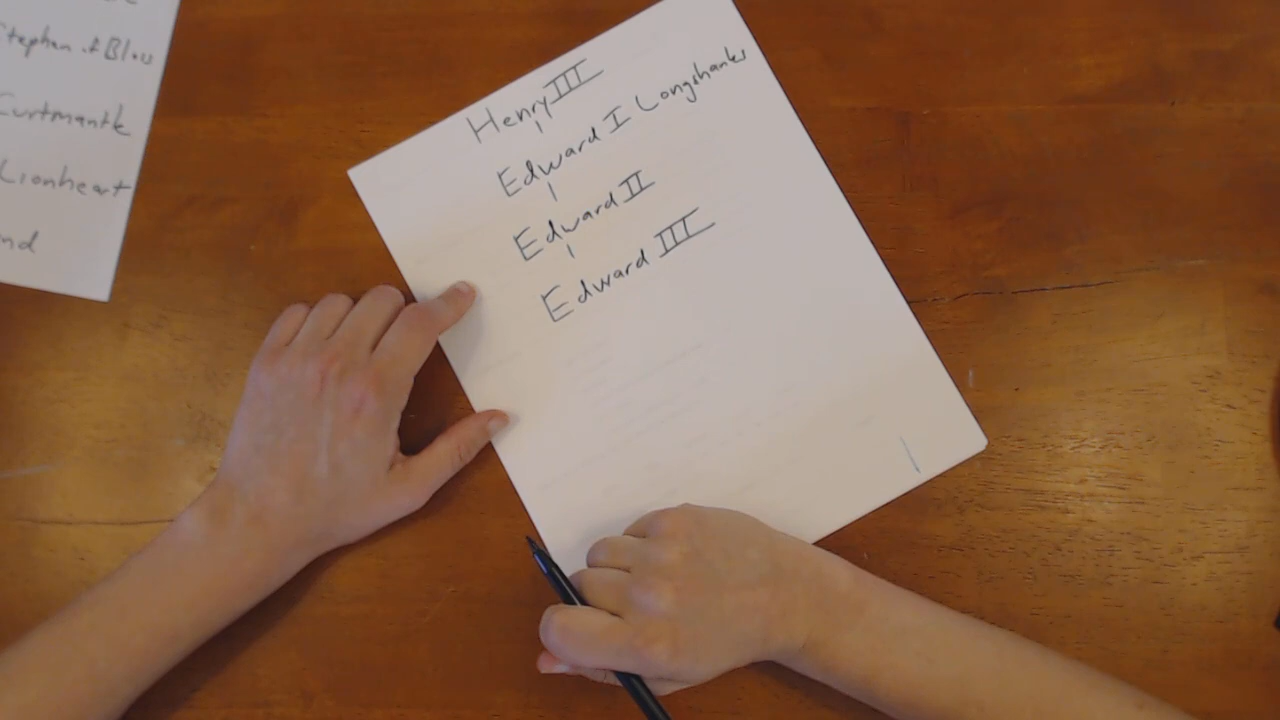 Stephen of Blois
Curtmantle
Lionheart
Henry III
Edward I Longshanks
Edward II
Edward III